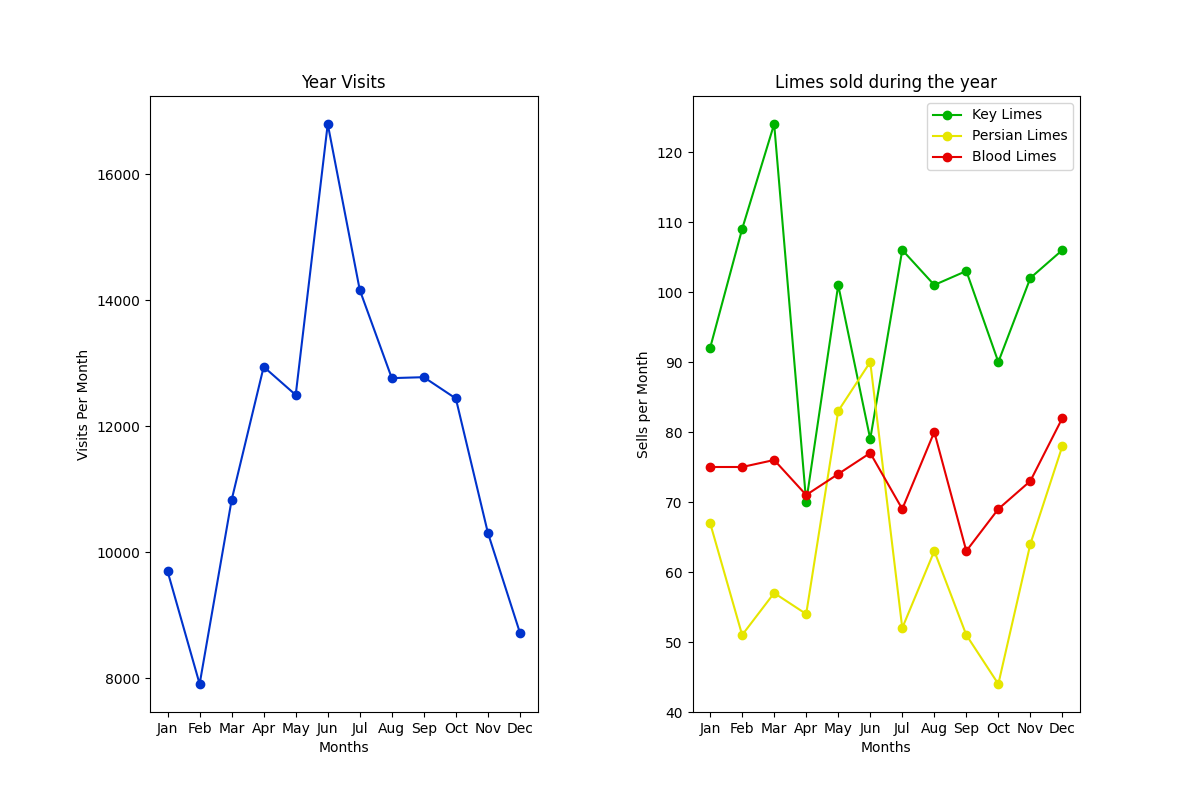 Year Visits
16000
14000
12000
10000
8000
Visits Per Month
Jan Feb Mar Apr May Jun Jul Aug Sep Oct Nov Dec
Months
Limes sold during the year
Key Limes
Persian Limes
Blood Limes
120
110
100
90
80
70
60
50
40
Sells per Month
Jan Feb Mar Apr May Jun Jul Aug Sep Oct Nov Dec
Months